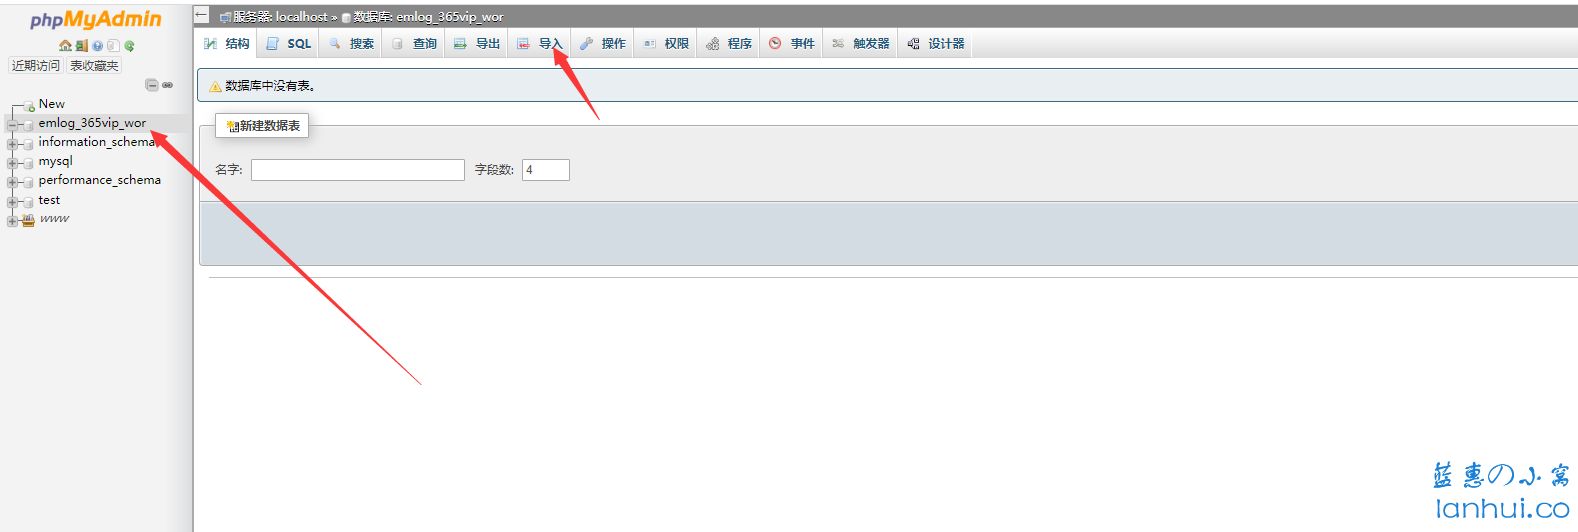 phpMyAdmin
近期访问 表收藏夹
New
emlog_365vip_wor
information_schema
mysql
performance_schema
test
www
服务器: localhost » 数据库: emlog_365vip_wor
结构 SQL 搜索 查询 导出 导入 操作 权限 程序 事件 触发器 设计器
数据库中没有表。
新建数据表
名字: 字段数: 4
蓝惠の小窝
lanhui.co